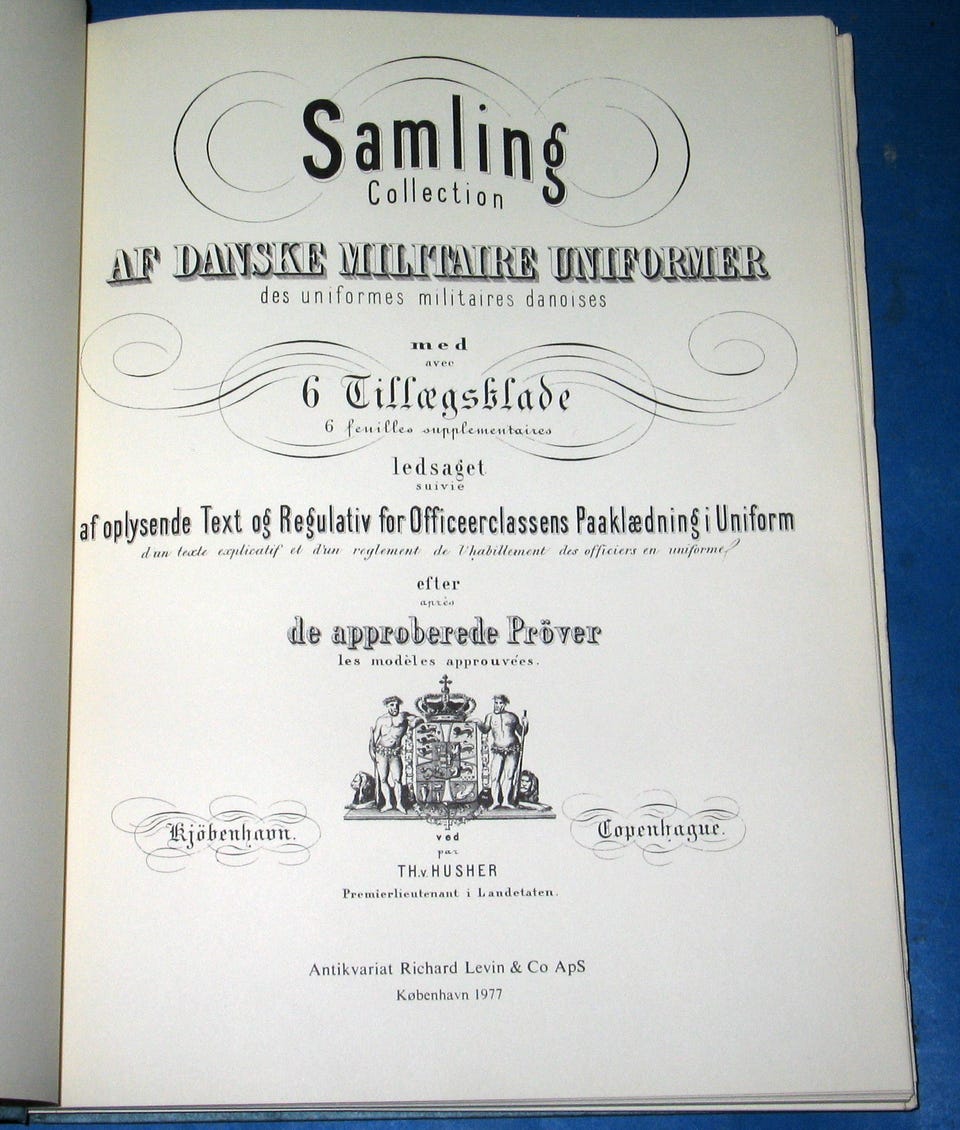 Samling
Collection
AF DANSKE MILITAIRE UNIFORMER
des uniformes militaires danoises
med
avec
6 Tillægsblade
6 feuilles supplementaires
ledsaget
suivie
af oplysende Text og Regulativ for Officeerclassens Paaklædning i Uniform
d'un texte explicatif et d'un reglement de l'habillement des officiers en uniforme
efter
après
de approberede Pröver
les modèles approuvées.
Kjöbenhavn.
Copenhague.
ved
par
TH.v. HUSHER
Premierlieutenant i Landetaten.
Antikvariat Richard Levin & Co ApS
København 1977